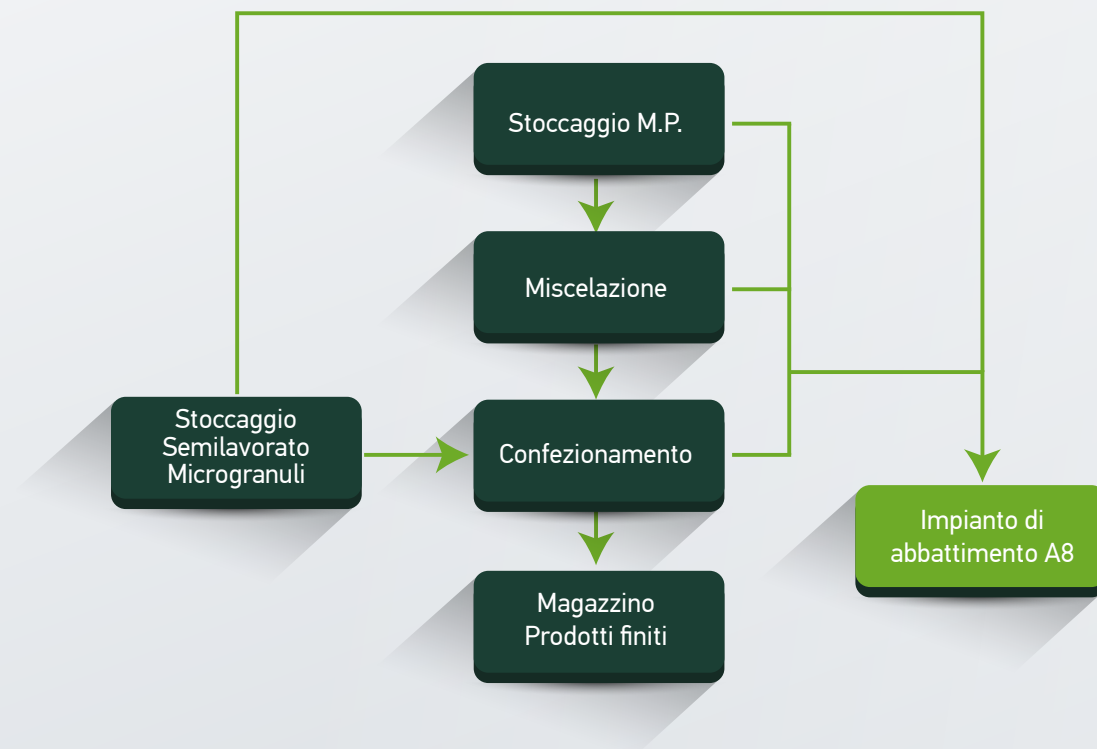 Stoccaggio M.P.
Miscelazione
Stoccaggio
Semilavorato
Microgranuli
Confezionamento
Impianto di
abbattimento A8
Magazzino
Prodotti finiti